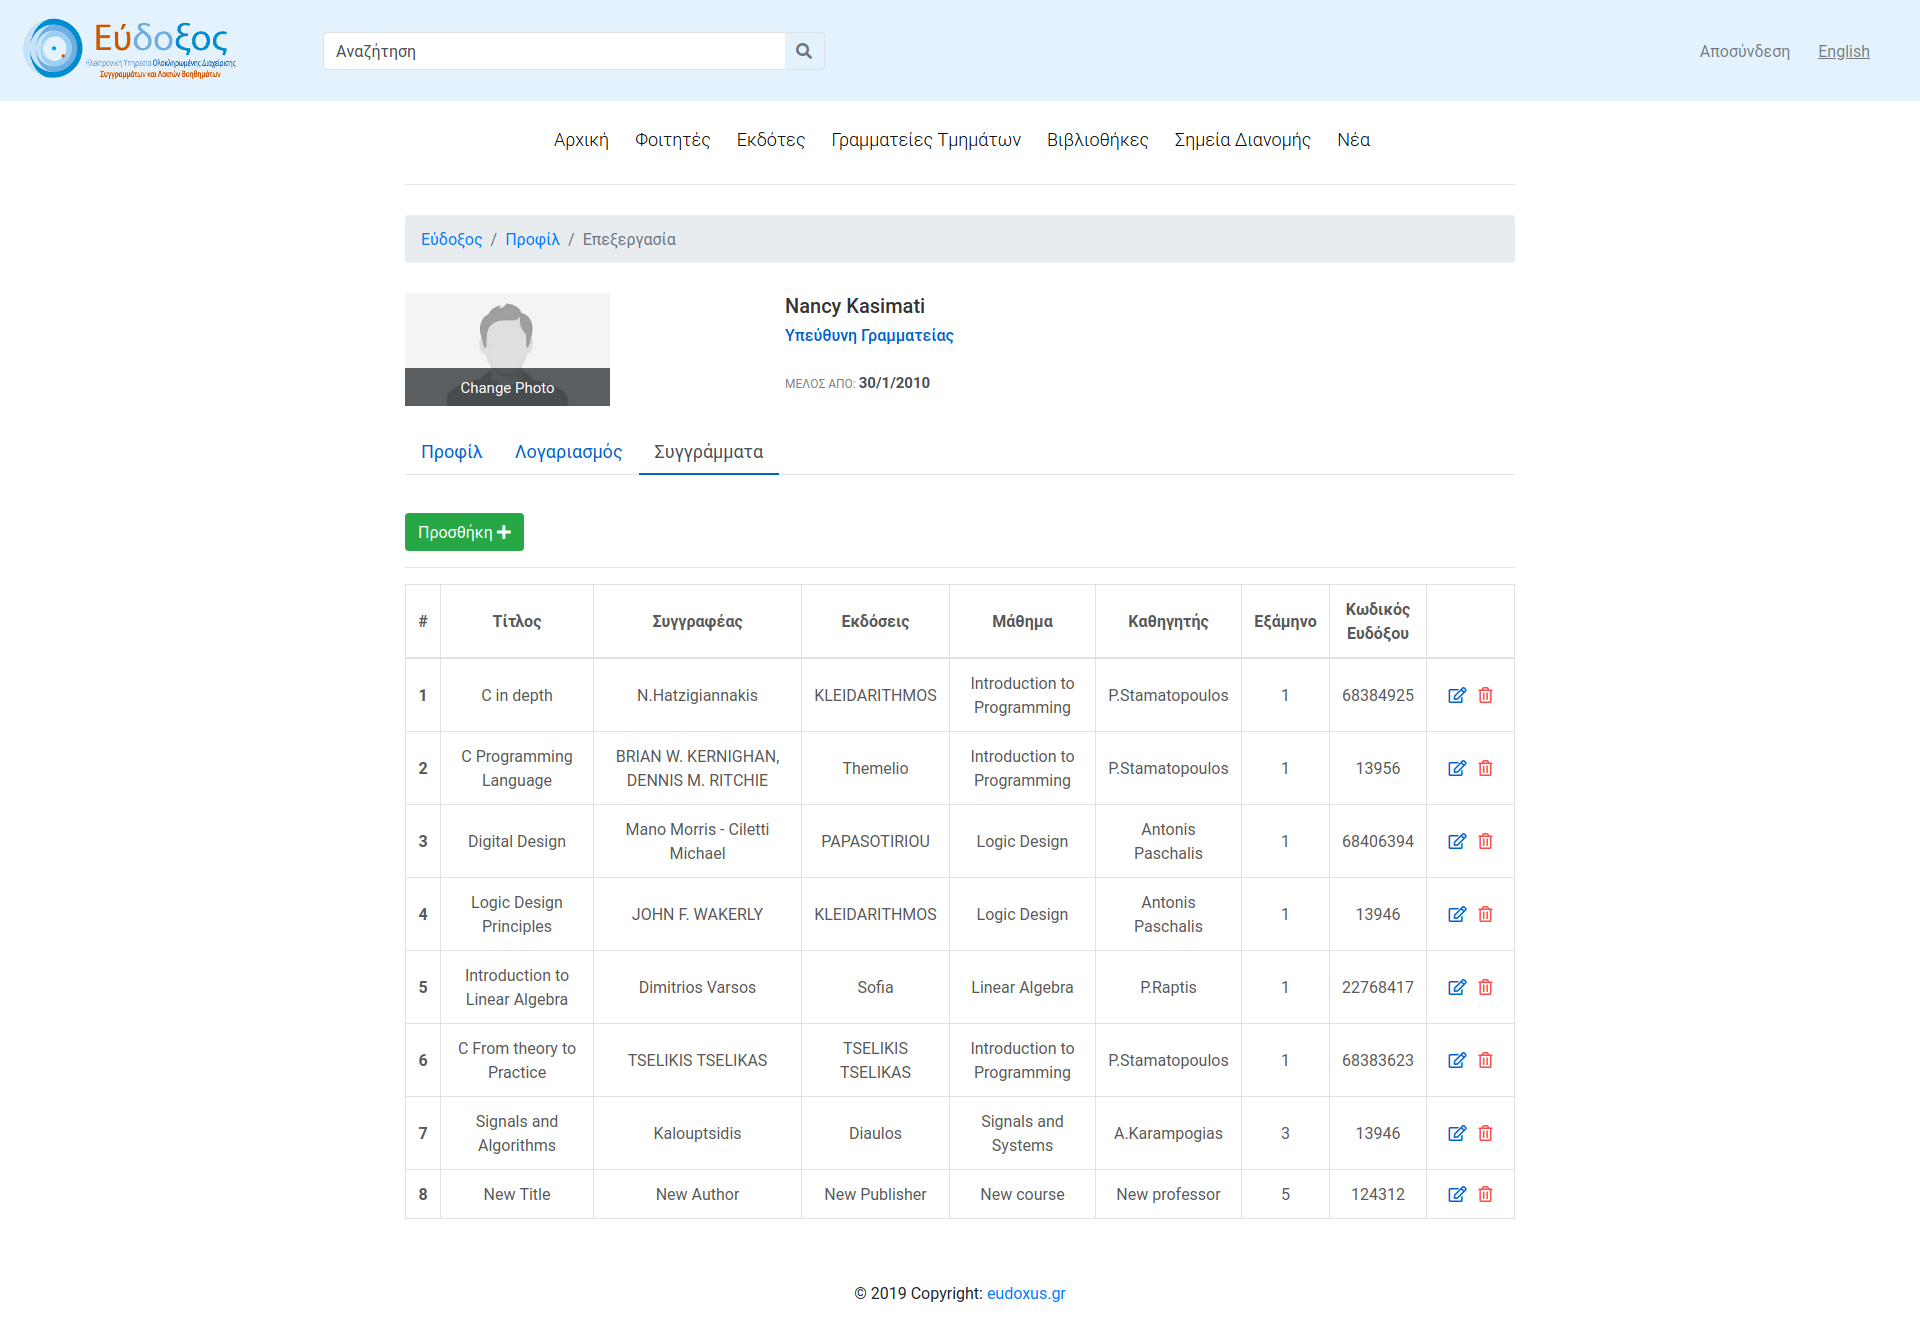 Εύδοξος
Ηλεκτρονική Υπηρεσία Ολοκληρωμένης Διαχείρισης
Συγγραμμάτων και Λοιπών Βοηθημάτων
Αναζήτηση
Αποσύνδεση English
Αρχική Φοιτητές Εκδότες Γραμματείες Τμημάτων Βιβλιοθήκες Σημεία Διανομής Νέα
Εύδοξος / Προφίλ / Επεξεργασία
Change Photo
Nancy Kasimati
Υπεύθυνη Γραμματείας
ΜΕΛΟΣ ΑΠΟ: 30/1/2010
Προφίλ Λογαριασμός Συγγράμματα
Προσθήκη
# Τίτλος Συγγραφέας Εκδόσεις Μάθημα Καθηγητής Εξάμηνο Κωδικός Ευδόξου
1 C in depth N.Hatzigiannakis KLEIDARITHMOS Introduction to Programming P.Stamatopoulos 1 68384925
2 C Programming Language BRIAN W. KERNIGHAN, DENNIS M. RITCHIE Themelio Introduction to Programming P.Stamatopoulos 1 13956
3 Digital Design Mano Morris - Ciletti Michael PAPASOTIRIOU Logic Design Antonis Paschalis 1 68406394
4 Logic Design Principles JOHN F. WAKERLY KLEIDARITHMOS Logic Design Antonis Paschalis 1 13946
5 Introduction to Linear Algebra Dimitrios Varsos Sofia Linear Algebra P.Raptis 1 22768417
6 C From theory to Practice TSELIKIS TSELIKAS TSELIKIS TSELIKAS Introduction to Programming P.Stamatopoulos 1 68383623
7 Signals and Algorithms Kalouptsidis Diaulos Signals and Systems A.Karampogias 3 13946
8 New Title New Author New Publisher New course New professor 5 124312
© 2019 Copyright: eudoxus.gr